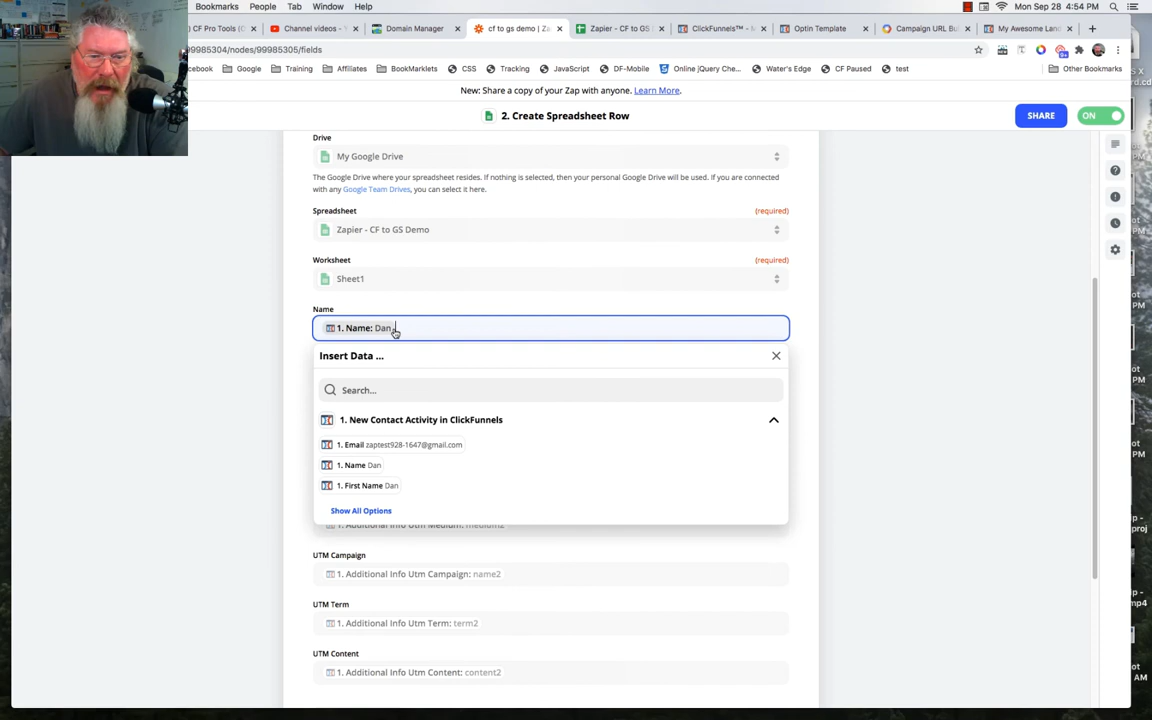 Bookmarks People Tab Window Help Mon Sep 28 4:54 PM
CF Pro Tools (C Channel videos - Domain Manager cf to gs demo | Za Zapier - CF to GS ClickFunnels™ - M Optin Template Campaign URL Bu My Awesome Land
99985304/nodes/99985305/fields
cebook Google Training Affiliates BookMarklets CSS Tracking JavaScript DF-Mobile Online jQuery Che... Water's Edge CF Paused test Other Bookmarks
New: Share a copy of your Zap with anyone. Learn More.
2. Create Spreadsheet Row SHARE ON
Drive
My Google Drive
The Google Drive where your spreadsheet resides. If nothing is selected, then your personal Google Drive will be used. If you are connected
with any Google Team Drives, you can select it here.
Spreadsheet (required)
Zapier - CF to GS Demo
Worksheet (required)
Sheet1
Name
1. Name: Dan
Insert Data ...
Search...
1. New Contact Activity in ClickFunnels
1. Email zaptest928-1647@gmail.com
1. Name Dan
1. First Name Dan
Show All Options
1. Additional Info Utm Medium: medium2
UTM Campaign
1. Additional Info Utm Campaign: name2
UTM Term
1. Additional Info Utm Term: term2
UTM Content
1. Additional Info Utm Content: content2